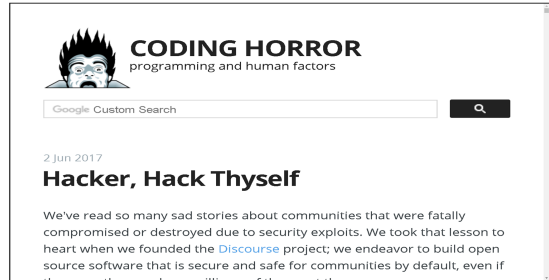 CODING HORROR
programming and human factors
Google Custom Search
2 Jun 2017
Hacker, Hack Thyself
We've read so many sad stories about communities that were fatally
compromised or destroyed due to security exploits. We took that lesson to
heart when we founded the Discourse project; we endeavor to build open
source software that is secure and safe for communities by default, even if